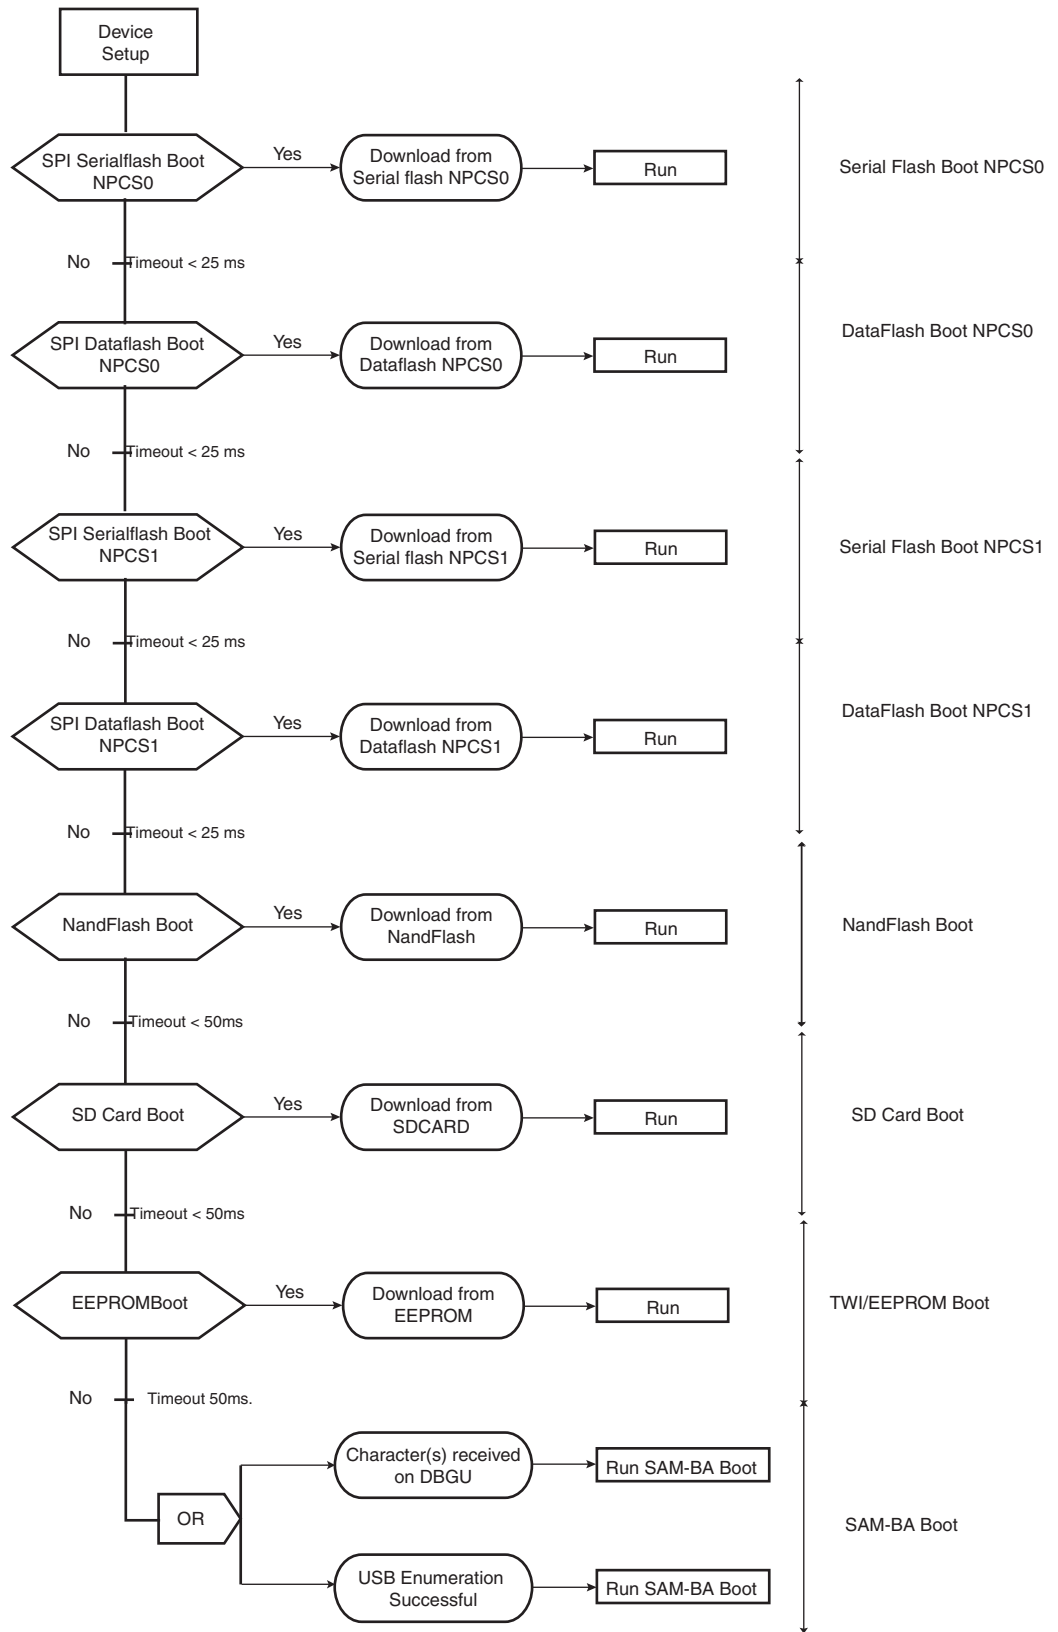 Device
Setup
SPI Serialflash Boot
NPCS0
Yes
Download from
Serial flash NPCS0
Run
Serial Flash Boot NPCS0
No
Timeout < 25 ms
SPI Dataflash Boot
NPCS0
Yes
Download from
Dataflash NPCS0
Run
DataFlash Boot NPCS0
No
Timeout < 25 ms
SPI Serialflash Boot
NPCS1
Yes
Download from
Serial flash NPCS1
Run
Serial Flash Boot NPCS1
No
Timeout < 25 ms
SPI Dataflash Boot
NPCS1
Yes
Download from
Dataflash NPCS1
Run
DataFlash Boot NPCS1
No
Timeout < 25 ms
NandFlash Boot
Yes
Download from
NandFlash
Run
NandFlash Boot
No
Timeout < 50ms
SD Card Boot
Yes
Download from
SDCARD
Run
SD Card Boot
No
Timeout < 50ms
EEPROMBoot
Yes
Download from
EEPROM
Run
TWI/EEPROM Boot
No
Timeout 50ms.
Character(s) received
on DBGU
Run SAM-BA Boot
OR
SAM-BA Boot
USB Enumeration
Successful
Run SAM-BA Boot